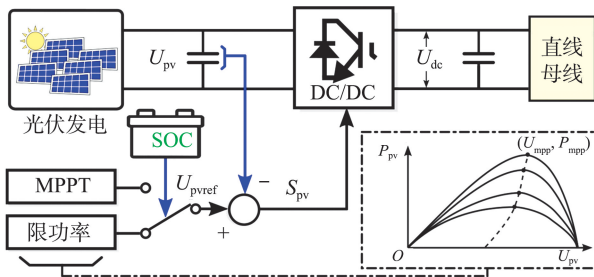 光伏发电
U_pv
DC/DC
U_dc
直线
母线
SOC
MPPT
限功率
U_pvref
−
+
S_pv
P_pv
(U_mpp, P_mpp)
O
U_pv